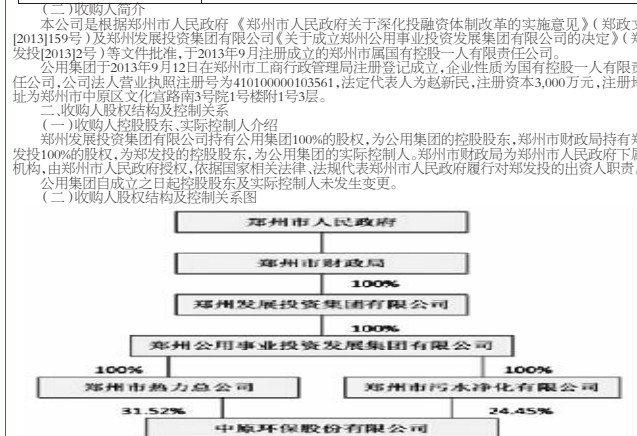 (二)收购人简介
本公司是根据郑州市人民政府《郑州市人民政府关于深化投融资体制改革的实施意见》(郑政文
[2013]159号)及郑州发展投资集团有限公司《关于成立郑州公用事业投资发展集团有限公司的决定》(郑
发投[2013]2号)等文件批准,于2013年9月注册成立的郑州市属国有控股一人有限责任公司。
公用集团于2013年9月12日在郑州市工商行政管理局注册登记成立,企业性质为国有控股一人有限责
任公司,公司法人营业执照注册号为410100000103561,法定代表人为赵新民,注册资本3,000万元,注册地
址为郑州市中原区文化宫路南3号院1号楼附1号3层。
二、收购人股权结构及控制关系
(一)收购人控股股东、实际控制人介绍
郑州发展投资集团有限公司持有公用集团100%的股权,为公用集团的控股股东,郑州市财政局持有郑
发投100%的股权,为郑发投的控股股东,为公用集团的实际控制人。郑州市财政局为郑州市人民政府下属
机构,由郑州市人民政府授权,依据国家相关法律、法规代表郑州市人民政府履行对郑发投的出资人职责。
公用集团自成立之日起控股股东及实际控制人未发生变更。
(二)收购人股权结构及控制关系图
郑州市人民政府
郑州市财政局
100%
郑州发展投资集团有限公司
100%
郑州公用事业投资发展集团有限公司
100% 100%
郑州市热力总公司 郑州市污水净化有限公司
31.52% 24.45%
中原环保股份有限公司